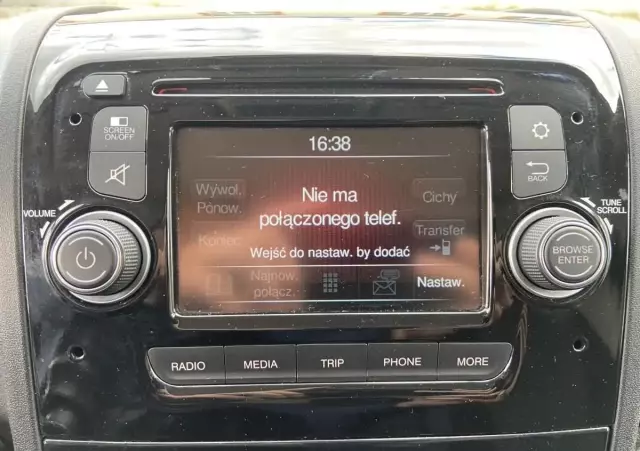 SCREEN
ON/OFF
VOLUME
16:38
Wywoł.
Ponow.
Nie ma
połączonego telef.
Cichy
Koniec
Transfer
Wejść do nastaw. by dodać
Najnow.
połącz.
Nastaw.
BACK
TUNE
SCROLL
BROWSE
ENTER
RADIO
MEDIA
TRIP
PHONE
MORE